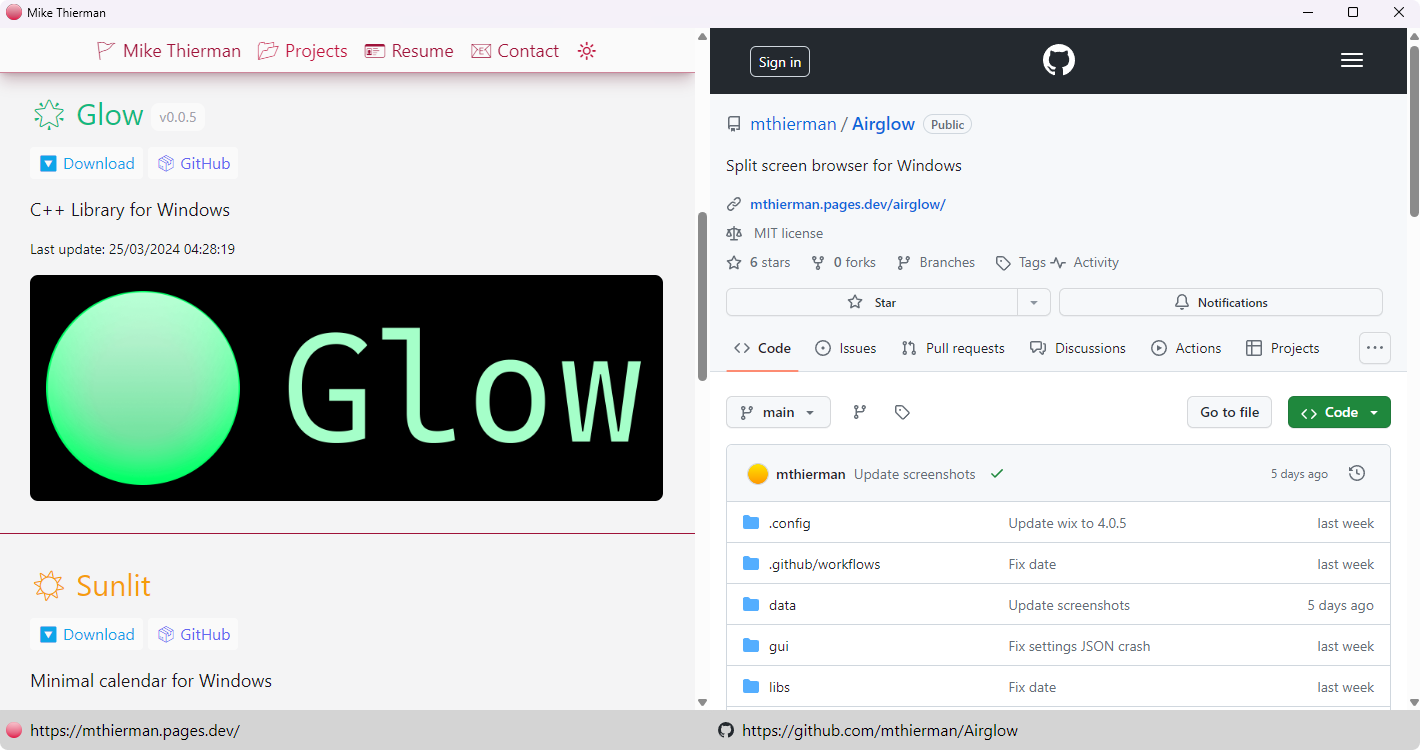 Mike Thierman
Mike Thierman Projects Resume Contact
Glow v0.0.5
Download GitHub
C++ Library for Windows
Last update: 25/03/2024 04:28:19
Glow
Sunlit
Download GitHub
Minimal calendar for Windows
https://mthierman.pages.dev/
Sign in
mthierman / Airglow Public
Split screen browser for Windows
mthierman.pages.dev/airglow/
MIT license
6 stars 0 forks Branches Tags Activity
Star Notifications
Code Issues Pull requests Discussions Actions Projects
main Go to file Code
mthierman Update screenshots 5 days ago
.config Update wix to 4.0.5 last week
.github/workflows Fix date last week
data Update screenshots 5 days ago
gui Fix settings JSON crash last week
libs Fix date last week
https://github.com/mthierman/Airglow